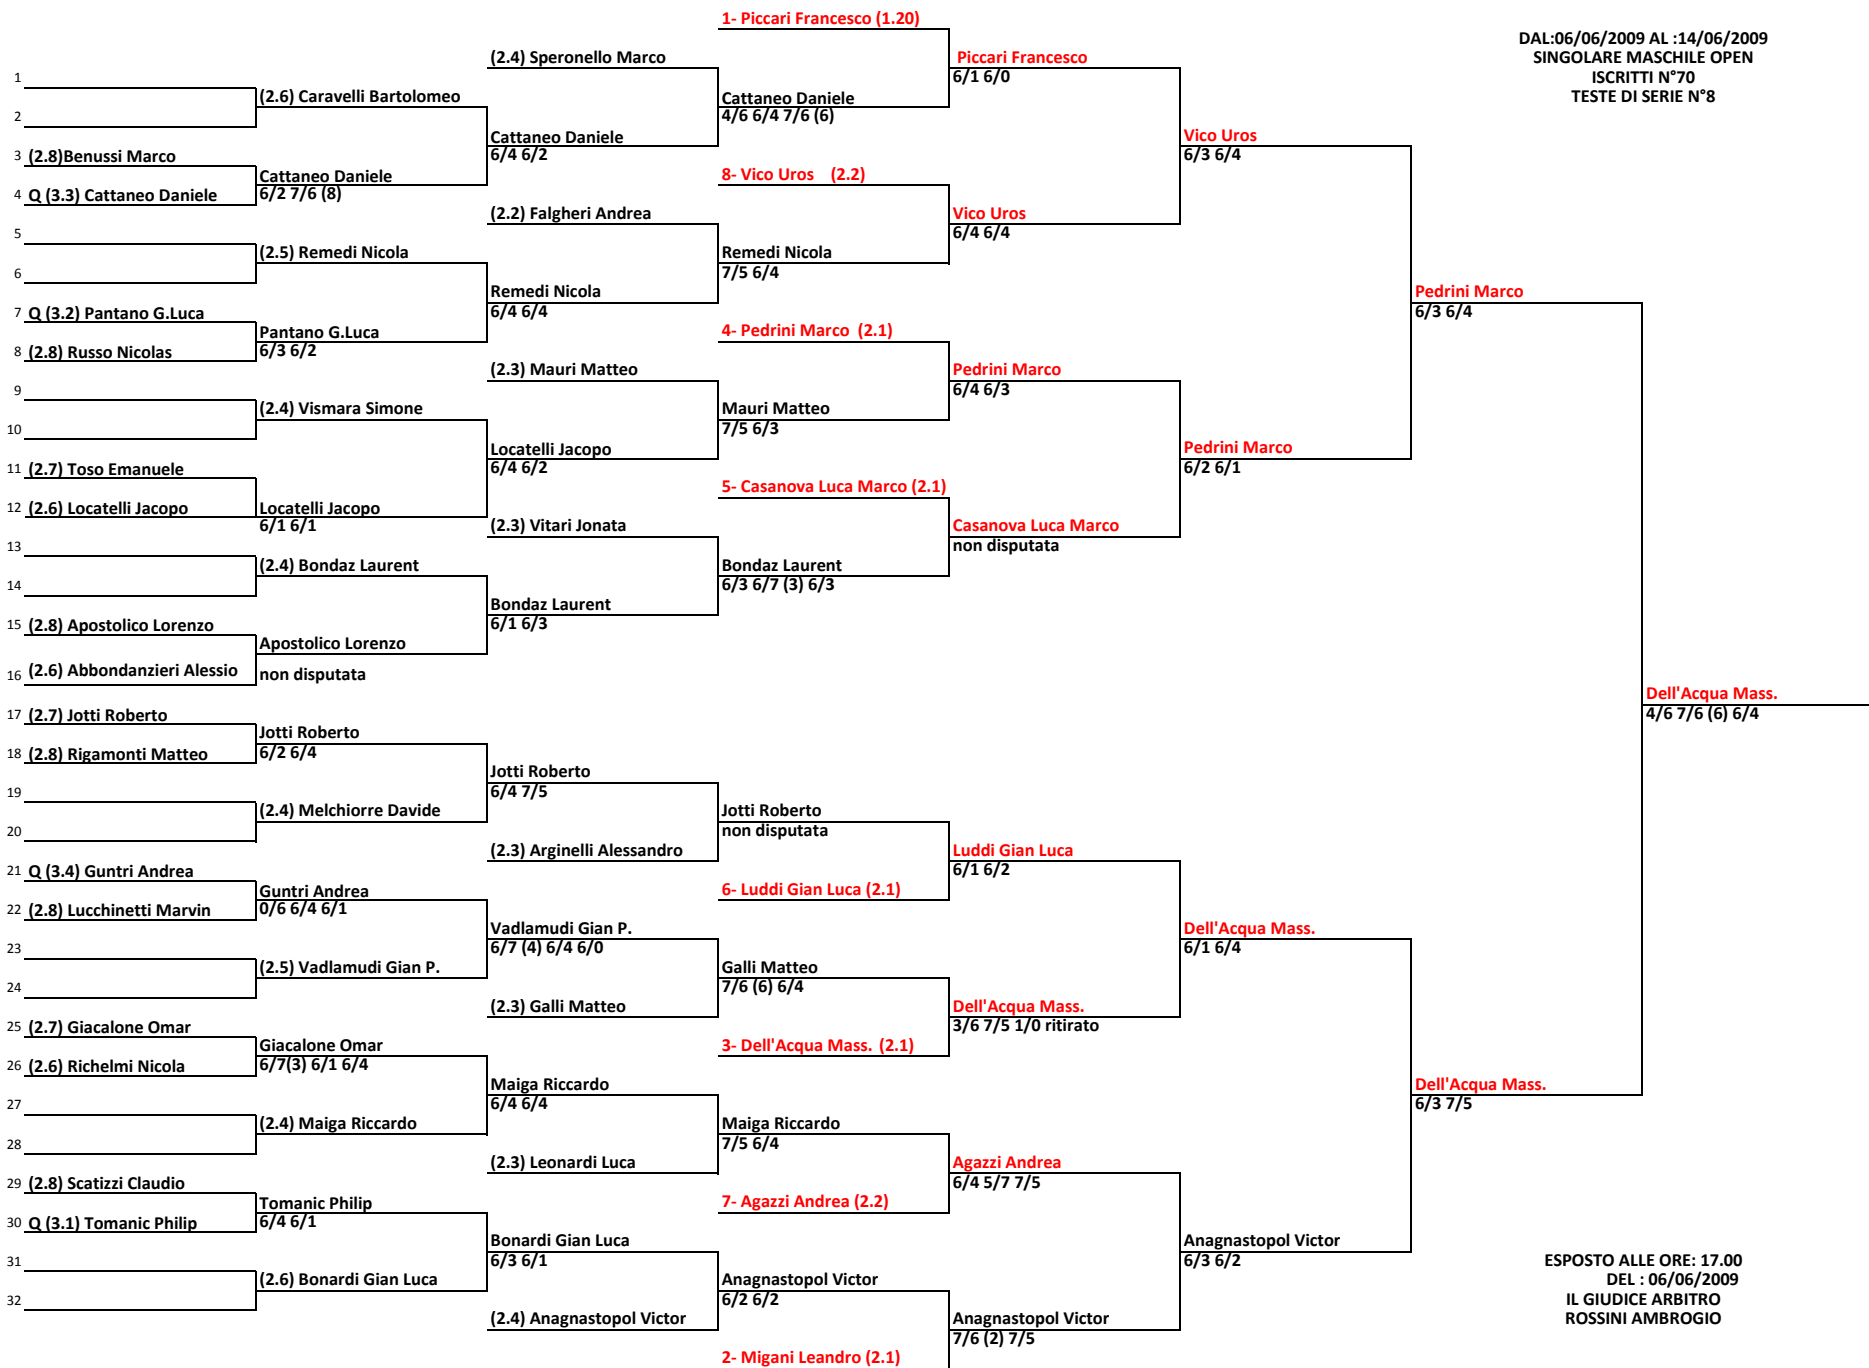 DAL:06/06/2009 AL :14/06/2009
SINGOLARE MASCHILE OPEN
ISCRITTI N°70
TESTE DI SERIE N°8
1
2
3 (2.8)Benussi Marco
4 Q (3.3) Cattaneo Daniele
5
6
7 Q (3.2) Pantano G.Luca
8 (2.8) Russo Nicolas
9
10
11 (2.7) Toso Emanuele
12 (2.6) Locatelli Jacopo
13
14
15 (2.8) Apostolico Lorenzo
16 (2.6) Abbondanzieri Alessio
17 (2.7) Jotti Roberto
18 (2.8) Rigamonti Matteo
19
20
21 Q (3.4) Guntri Andrea
22 (2.8) Lucchinetti Marvin
23
24
25 (2.7) Giacalone Omar
26 (2.6) Richelmi Nicola
27
28
29 (2.8) Scatizzi Claudio
30 Q (3.1) Tomanic Philip
31
32
(2.6) Caravelli Bartolomeo
Cattaneo Daniele
6/2 7/6 (8)
(2.5) Remedi Nicola
Pantano G.Luca
6/3 6/2
(2.4) Vismara Simone
Locatelli Jacopo
6/1 6/1
(2.4) Bondaz Laurent
Apostolico Lorenzo
non disputata
Jotti Roberto
6/2 6/4
(2.4) Melchiorre Davide
Guntri Andrea
0/6 6/4 6/1
(2.5) Vadlamudi Gian P.
Giacalone Omar
6/7(3) 6/1 6/4
(2.4) Maiga Riccardo
Tomanic Philip
6/4 6/1
(2.6) Bonardi Gian Luca
(2.4) Speronello Marco
Cattaneo Daniele
6/4 6/2
(2.2) Falgheri Andrea
Remedi Nicola
6/4 6/4
(2.3) Mauri Matteo
Locatelli Jacopo
6/4 6/2
(2.3) Vitari Jonata
Bondaz Laurent
6/1 6/3
Jotti Roberto
6/4 7/5
(2.3) Arginelli Alessandro
Vadlamudi Gian P.
6/7 (4) 6/4 6/0
(2.3) Galli Matteo
Maiga Riccardo
6/4 6/4
(2.3) Leonardi Luca
Bonardi Gian Luca
6/3 6/1
(2.4) Anagnastopol Victor
1- Piccari Francesco (1.20)
Cattaneo Daniele
4/6 6/4 7/6 (6)
8- Vico Uros (2.2)
Remedi Nicola
7/5 6/4
4- Pedrini Marco (2.1)
Mauri Matteo
7/5 6/3
5- Casanova Luca Marco (2.1)
Bondaz Laurent
6/3 6/7 (3) 6/3
Jotti Roberto
non disputata
6- Luddi Gian Luca (2.1)
Galli Matteo
7/6 (6) 6/4
3- Dell'Acqua Mass. (2.1)
Maiga Riccardo
7/5 6/4
7- Agazzi Andrea (2.2)
Anagnastopol Victor
6/2 6/2
2- Migani Leandro (2.1)
Piccari Francesco
6/1 6/0
Vico Uros
6/4 6/4
Pedrini Marco
6/4 6/3
Casanova Luca Marco
non disputata
Luddi Gian Luca
6/1 6/2
Dell'Acqua Mass.
3/6 7/5 1/0 ritirato
Agazzi Andrea
6/4 5/7 7/5
Anagnastopol Victor
7/6 (2) 7/5
Vico Uros
6/3 6/4
Pedrini Marco
6/2 6/1
Dell'Acqua Mass.
6/1 6/4
Anagnastopol Victor
6/3 6/2
Pedrini Marco
6/3 6/4
Dell'Acqua Mass.
6/3 7/5
Dell'Acqua Mass.
4/6 7/6 (6) 6/4
ESPOSTO ALLE ORE: 17.00
DEL : 06/06/2009
IL GIUDICE ARBITRO
ROSSINI AMBROGIO